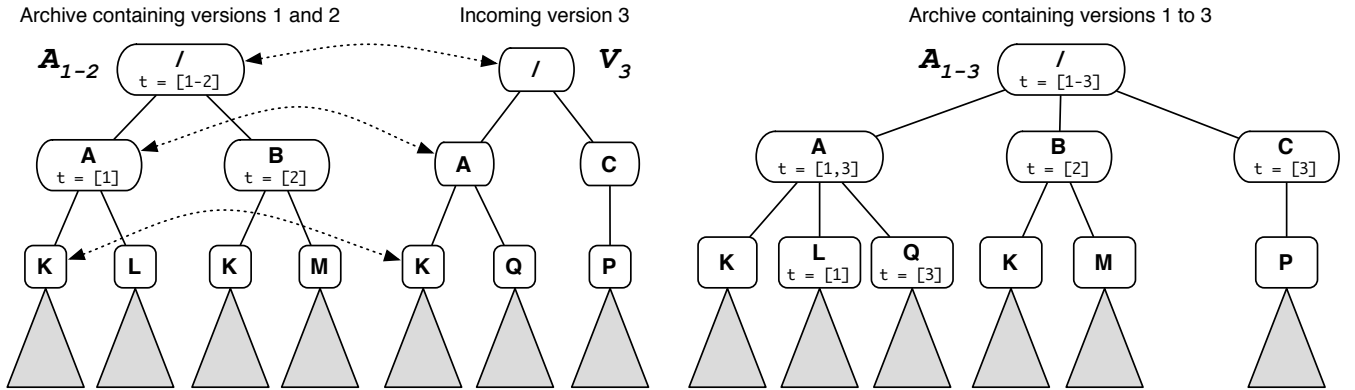 Archive containing versions 1 and 2
Incoming version 3
Archive containing versions 1 to 3
A1-2
/
t = [1-2]
/
V3
A1-3
/
t = [1-3]
A
t = [1]
B
t = [2]
A
C
A
t = [1,3]
B
t = [2]
C
t = [3]
K
L
K
M
K
Q
P
K
L
t = [1]
Q
t = [3]
K
M
P